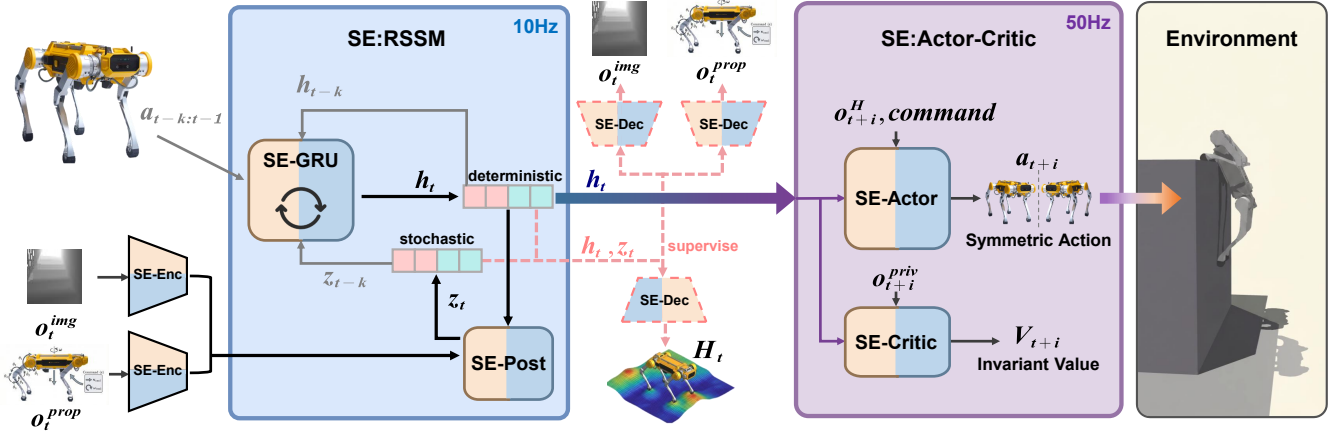 SE:RSSM
10Hz
h_{t-k}
a_{t-k:t-1}
SE-GRU
h_t
deterministic
stochastic
z_{t-k}
z_t
SE-Post
SE-Enc
o_t^{img}
SE-Enc
o_t^{prop}
o_t^{img}
o_t^{prop}
SE-Dec
SE-Dec
h_t
h_t , z_t
supervise
SE-Dec
H_t
SE:Actor-Critic
50Hz
o_{t+i}^H, command
SE-Actor
a_{t+i}
Symmetric Action
o_{t+i}^{priv}
SE-Critic
V_{t+i}
Invariant Value
Environment